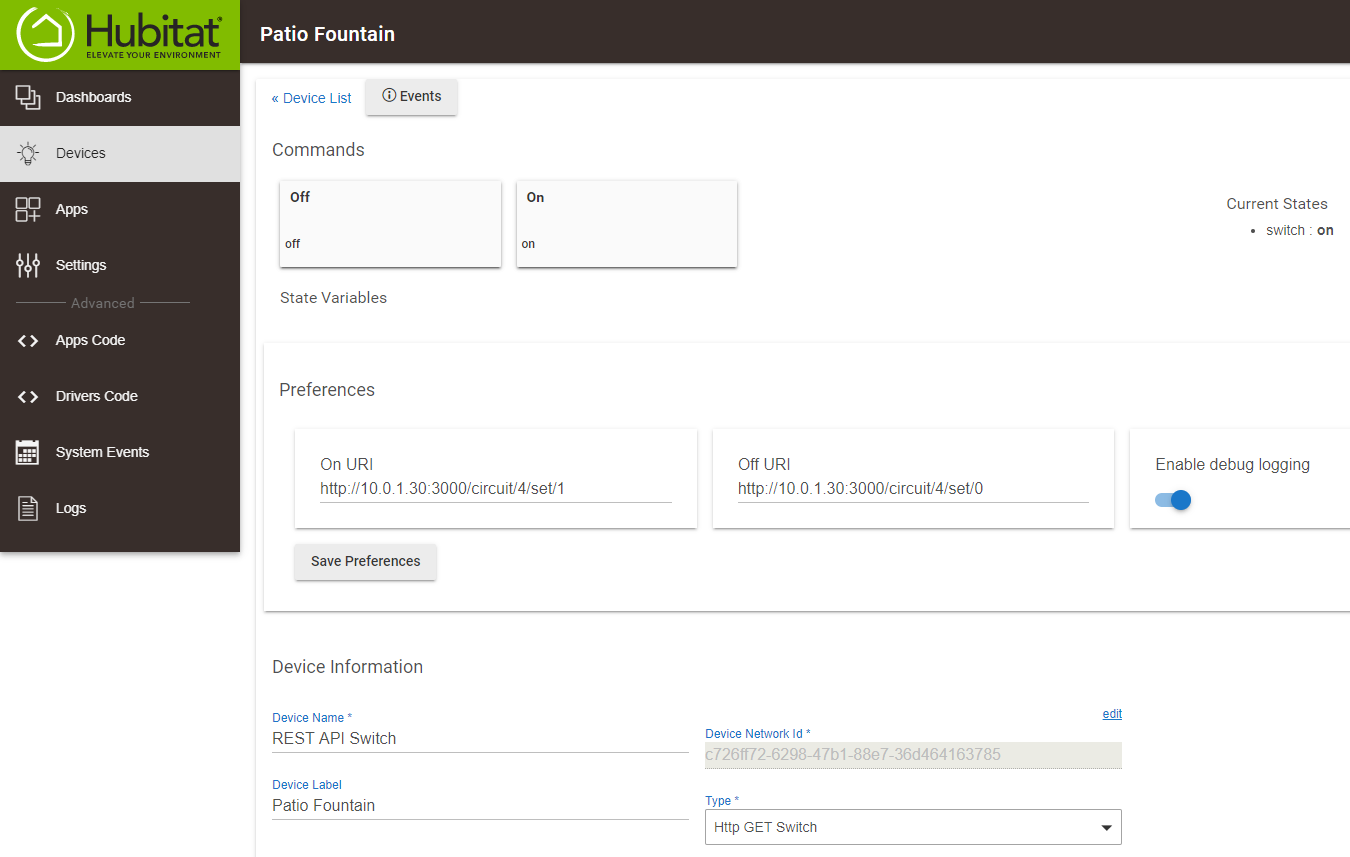 Hubitat®
ELEVATE YOUR ENVIRONMENT
Patio Fountain
Dashboards
Devices
Apps
Settings
Advanced
Apps Code
Drivers Code
System Events
Logs
« Device List
Events
Commands
Off
off
On
on
Current States
• switch : on
State Variables
Preferences
On URI
http://10.0.1.30:3000/circuit/4/set/1
Off URI
http://10.0.1.30:3000/circuit/4/set/0
Enable debug logging
Save Preferences
Device Information
Device Name *
REST API Switch
Device Label
Patio Fountain
edit
Device Network Id *
c726ff72-6298-47b1-88e7-36d464163785
Type *
Http GET Switch